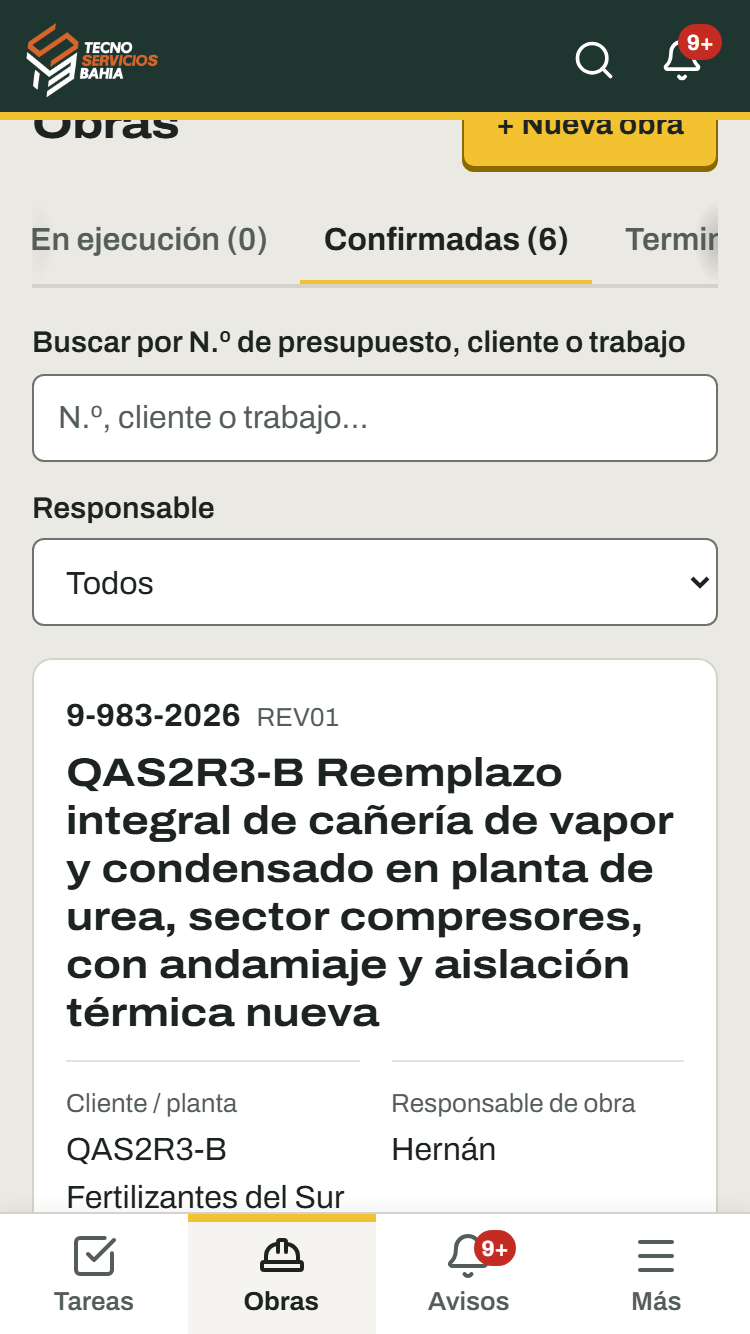 TECNO
SERVICIOS
BAHIA
9+
Obras
+ Nueva obra
En ejecución (0)
Confirmadas (6)
Termin
Buscar por N.º de presupuesto, cliente o trabajo
N.º, cliente o trabajo...
Responsable
Todos
9-983-2026 REV01
QAS2R3-B Reemplazo
integral de cañería de vapor
y condensado en planta de
urea, sector compresores,
con andamiaje y aislación
térmica nueva
Cliente / planta
QAS2R3-B
Fertilizantes del Sur
Responsable de obra
Hernán
Tareas
Obras
9+
Avisos
Más